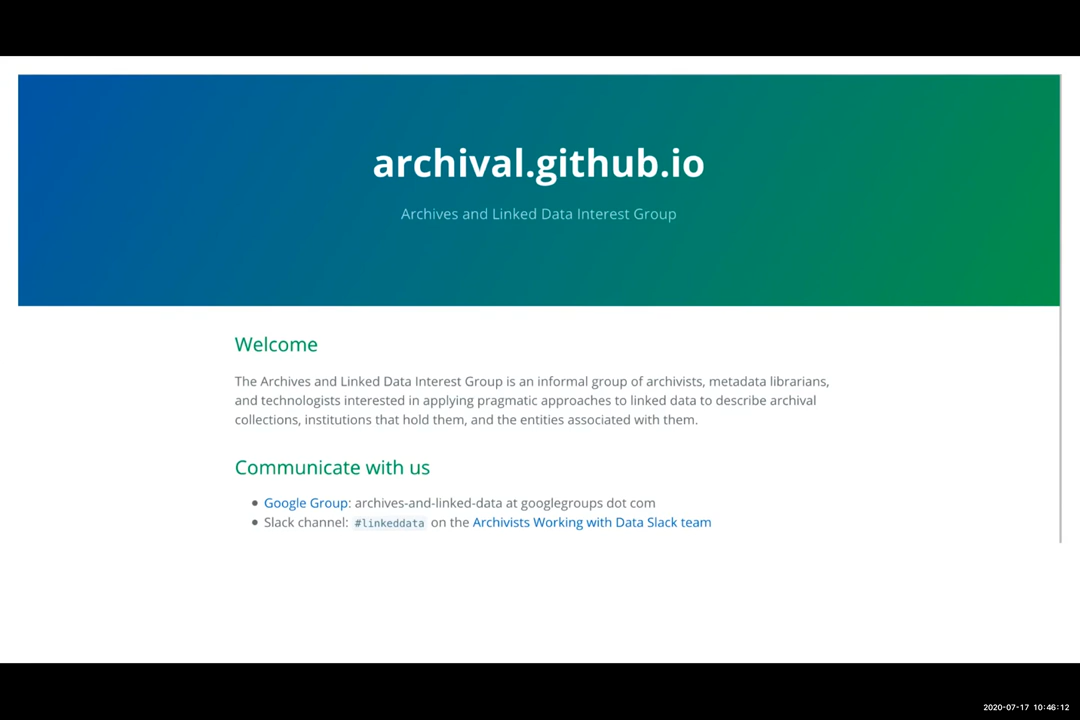 archival.github.io
Archives and Linked Data Interest Group
Welcome
The Archives and Linked Data Interest Group is an informal group of archivists, metadata librarians,
and technologists interested in applying pragmatic approaches to linked data to describe archival
collections, institutions that hold them, and the entities associated with them.
Communicate with us
• Google Group: archives-and-linked-data at googlegroups dot com
• Slack channel: #linkeddata on the Archivists Working with Data Slack team
2020-07-17 10:46:12